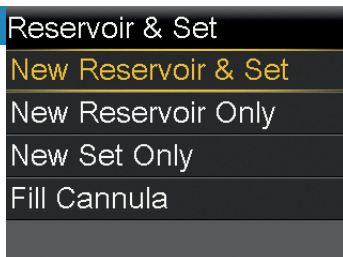 Reservoir & Set
New Reservoir & Set
New Reservoir Only
New Set Only
Fill Cannula